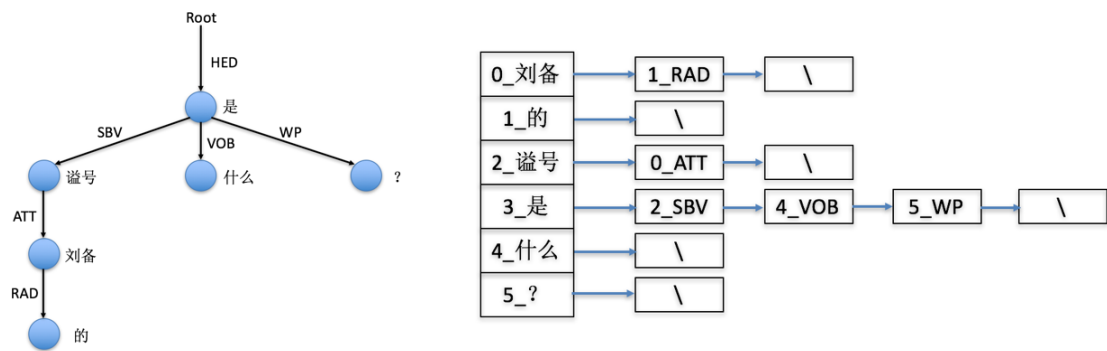 Root
HED
是
SBV
VOB
WP
谥号
什么
？
ATT
刘备
RAD
的
0_刘备 1_RAD \
1_的 \
2_谥号 0_ATT \
3_是 2_SBV 4_VOB 5_WP \
4_什么 \
5_？ \